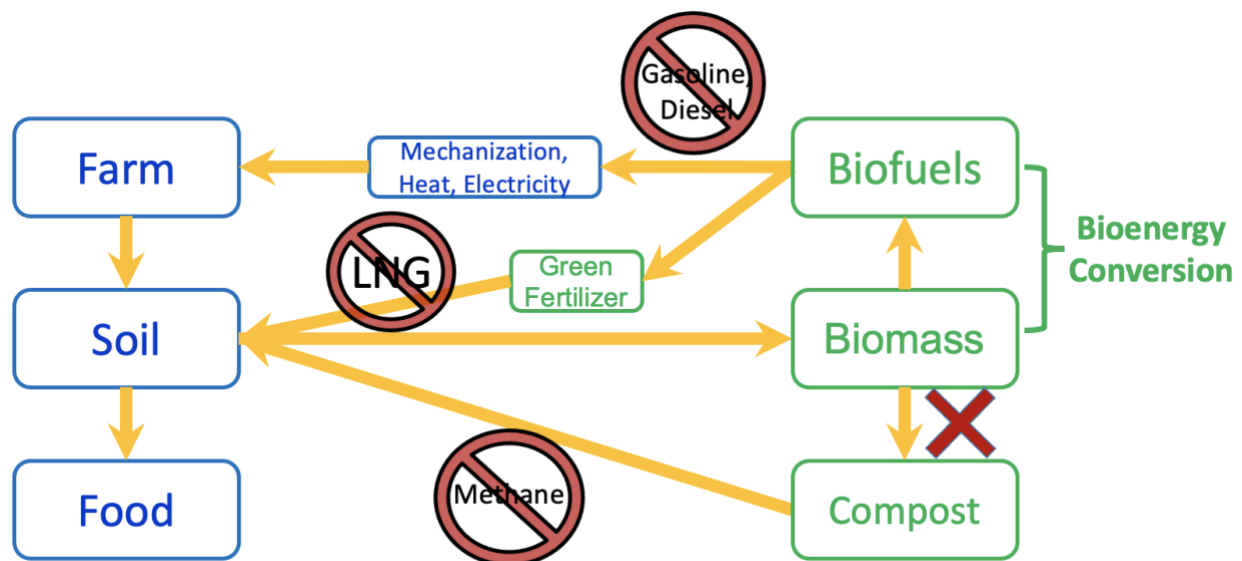 Gasoline,
Diesel
Farm
Mechanization,
Heat, Electricity
Biofuels
Bioenergy
Conversion
LNG
Green
Fertilizer
Soil
Biomass
Methane
Food
Compost